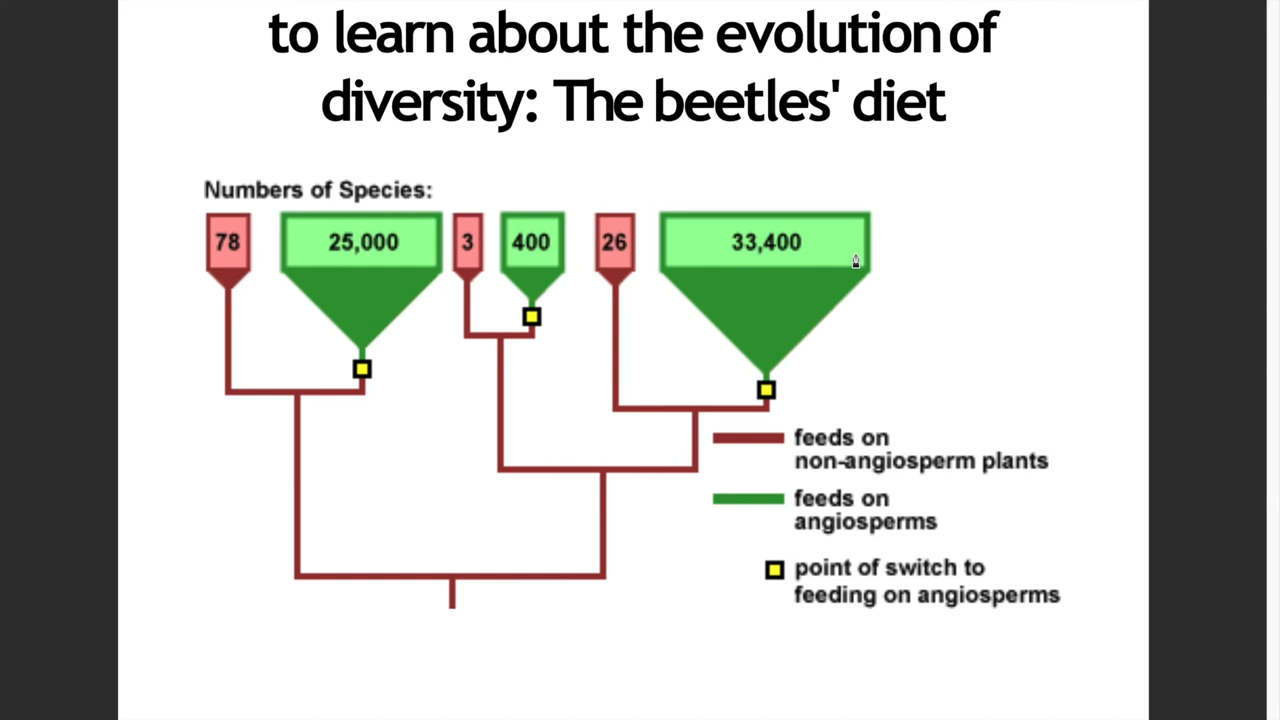 to learn about the evolution of
diversity: The beetles' diet
Numbers of Species:
78 25,000 3 400 26 33,400
feeds on
non-angiosperm plants
feeds on
angiosperms
point of switch to
feeding on angiosperms